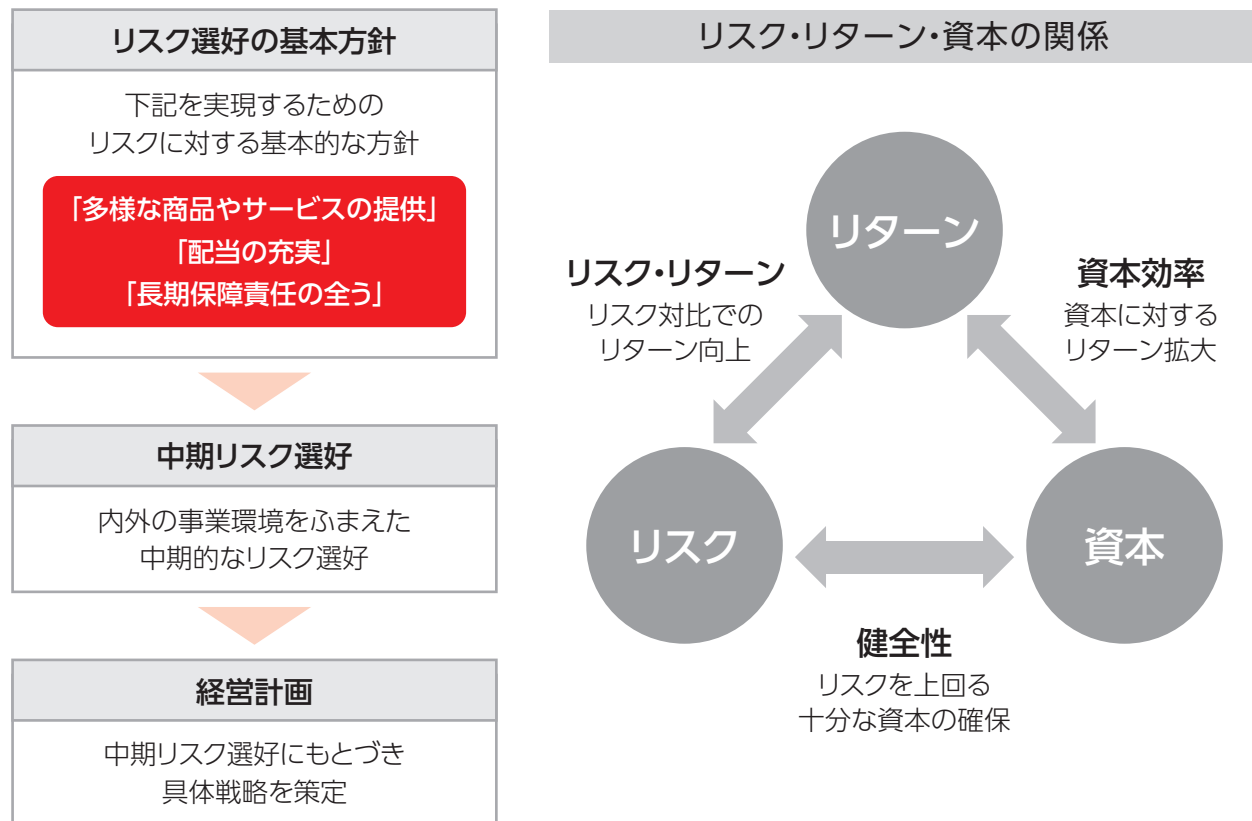 リスク選好の基本方針
下記を実現するための
リスクに対する基本的な方針
「多様な商品やサービスの提供」
「配当の充実」
「長期保障責任の全う」
中期リスク選好
内外の事業環境をふまえた
中期的なリスク選好
経営計画
中期リスク選好にもとづき
具体戦略を策定
リスク・リターン・資本の関係
リターン
リスク・リターン
リスク対比での
リターン向上
資本効率
資本に対する
リターン拡大
リスク
資本
健全性
リスクを上回る
十分な資本の確保